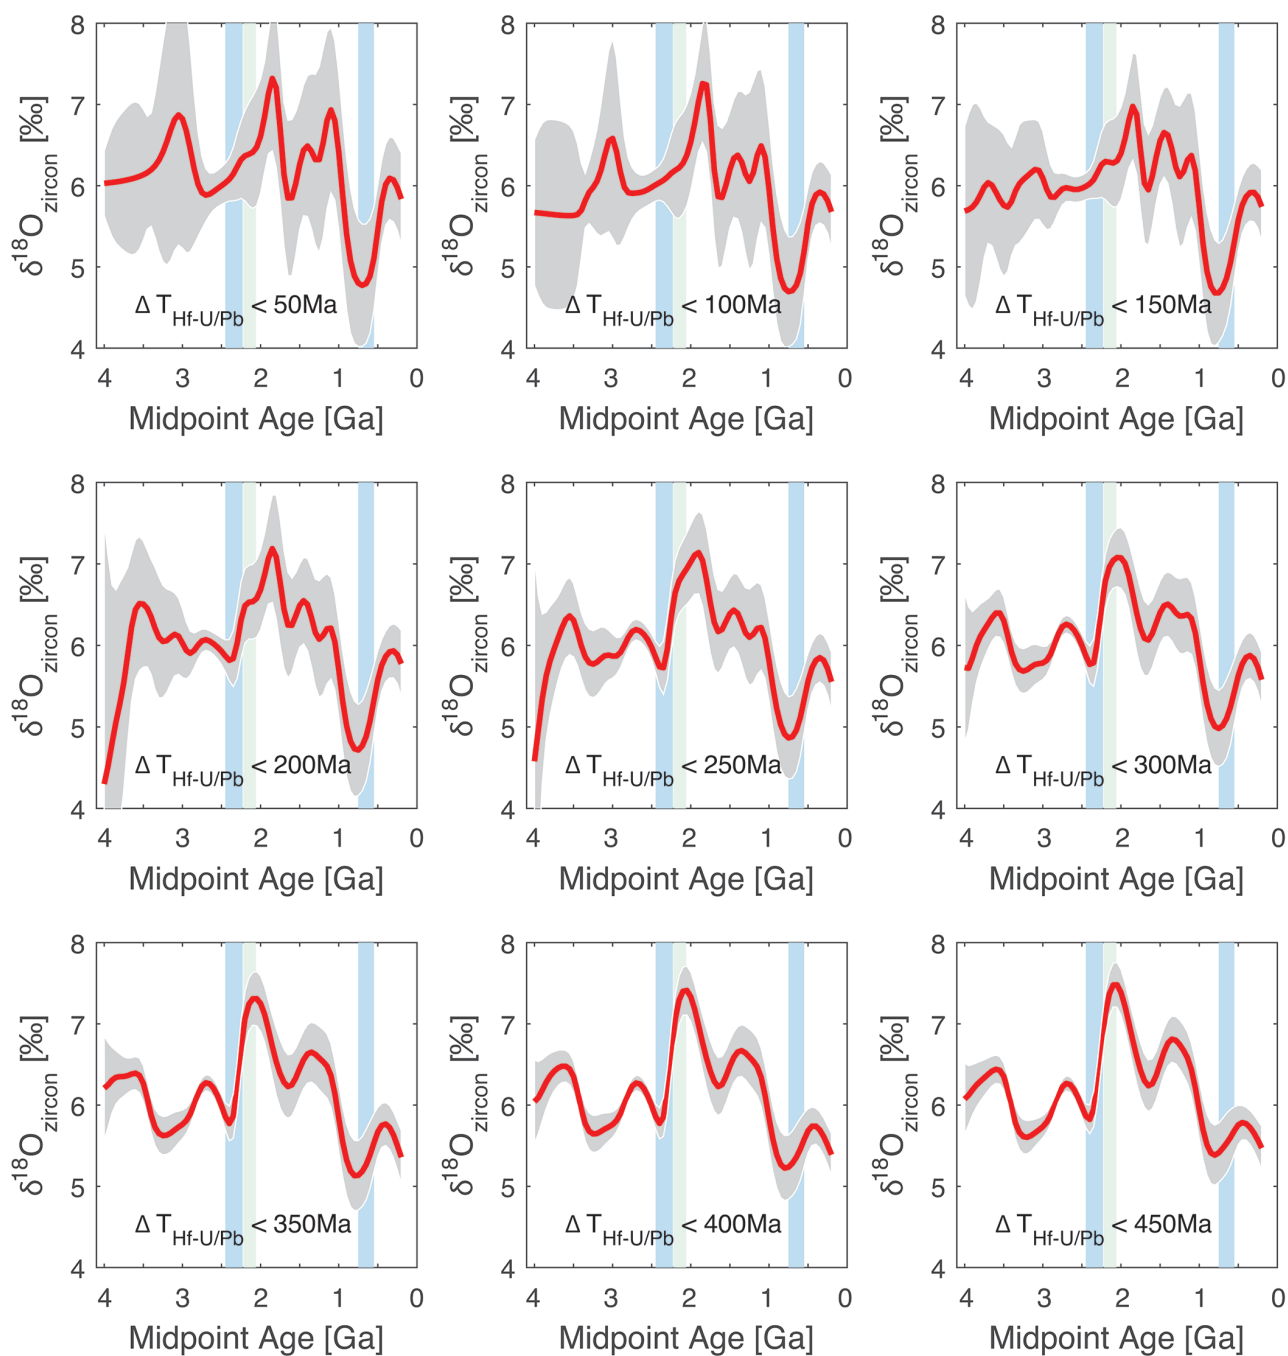 8
7
6
5
4
δ18Ozircon [‰]
Δ THf-U/Pb < 50Ma
4 3 2 1 0
Midpoint Age [Ga]
8
7
6
5
4
δ18Ozircon [‰]
Δ THf-U/Pb < 100Ma
4 3 2 1 0
Midpoint Age [Ga]
8
7
6
5
4
δ18Ozircon [‰]
Δ THf-U/Pb < 150Ma
4 3 2 1 0
Midpoint Age [Ga]
8
7
6
5
4
δ18Ozircon [‰]
Δ THf-U/Pb < 200Ma
4 3 2 1 0
Midpoint Age [Ga]
8
7
6
5
4
δ18Ozircon [‰]
Δ THf-U/Pb < 250Ma
4 3 2 1 0
Midpoint Age [Ga]
8
7
6
5
4
δ18Ozircon [‰]
Δ THf-U/Pb < 300Ma
4 3 2 1 0
Midpoint Age [Ga]
8
7
6
5
4
δ18Ozircon [‰]
Δ THf-U/Pb < 350Ma
4 3 2 1 0
Midpoint Age [Ga]
8
7
6
5
4
δ18Ozircon [‰]
Δ THf-U/Pb < 400Ma
4 3 2 1 0
Midpoint Age [Ga]
8
7
6
5
4
δ18Ozircon [‰]
Δ THf-U/Pb < 450Ma
4 3 2 1 0
Midpoint Age [Ga]